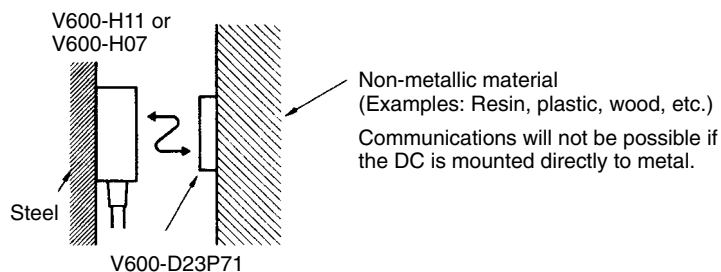 V600-H11 or
V600-H07
Non-metallic material
(Examples: Resin, plastic, wood, etc.)
Communications will not be possible if
the DC is mounted directly to metal.
Steel
V600-D23P71